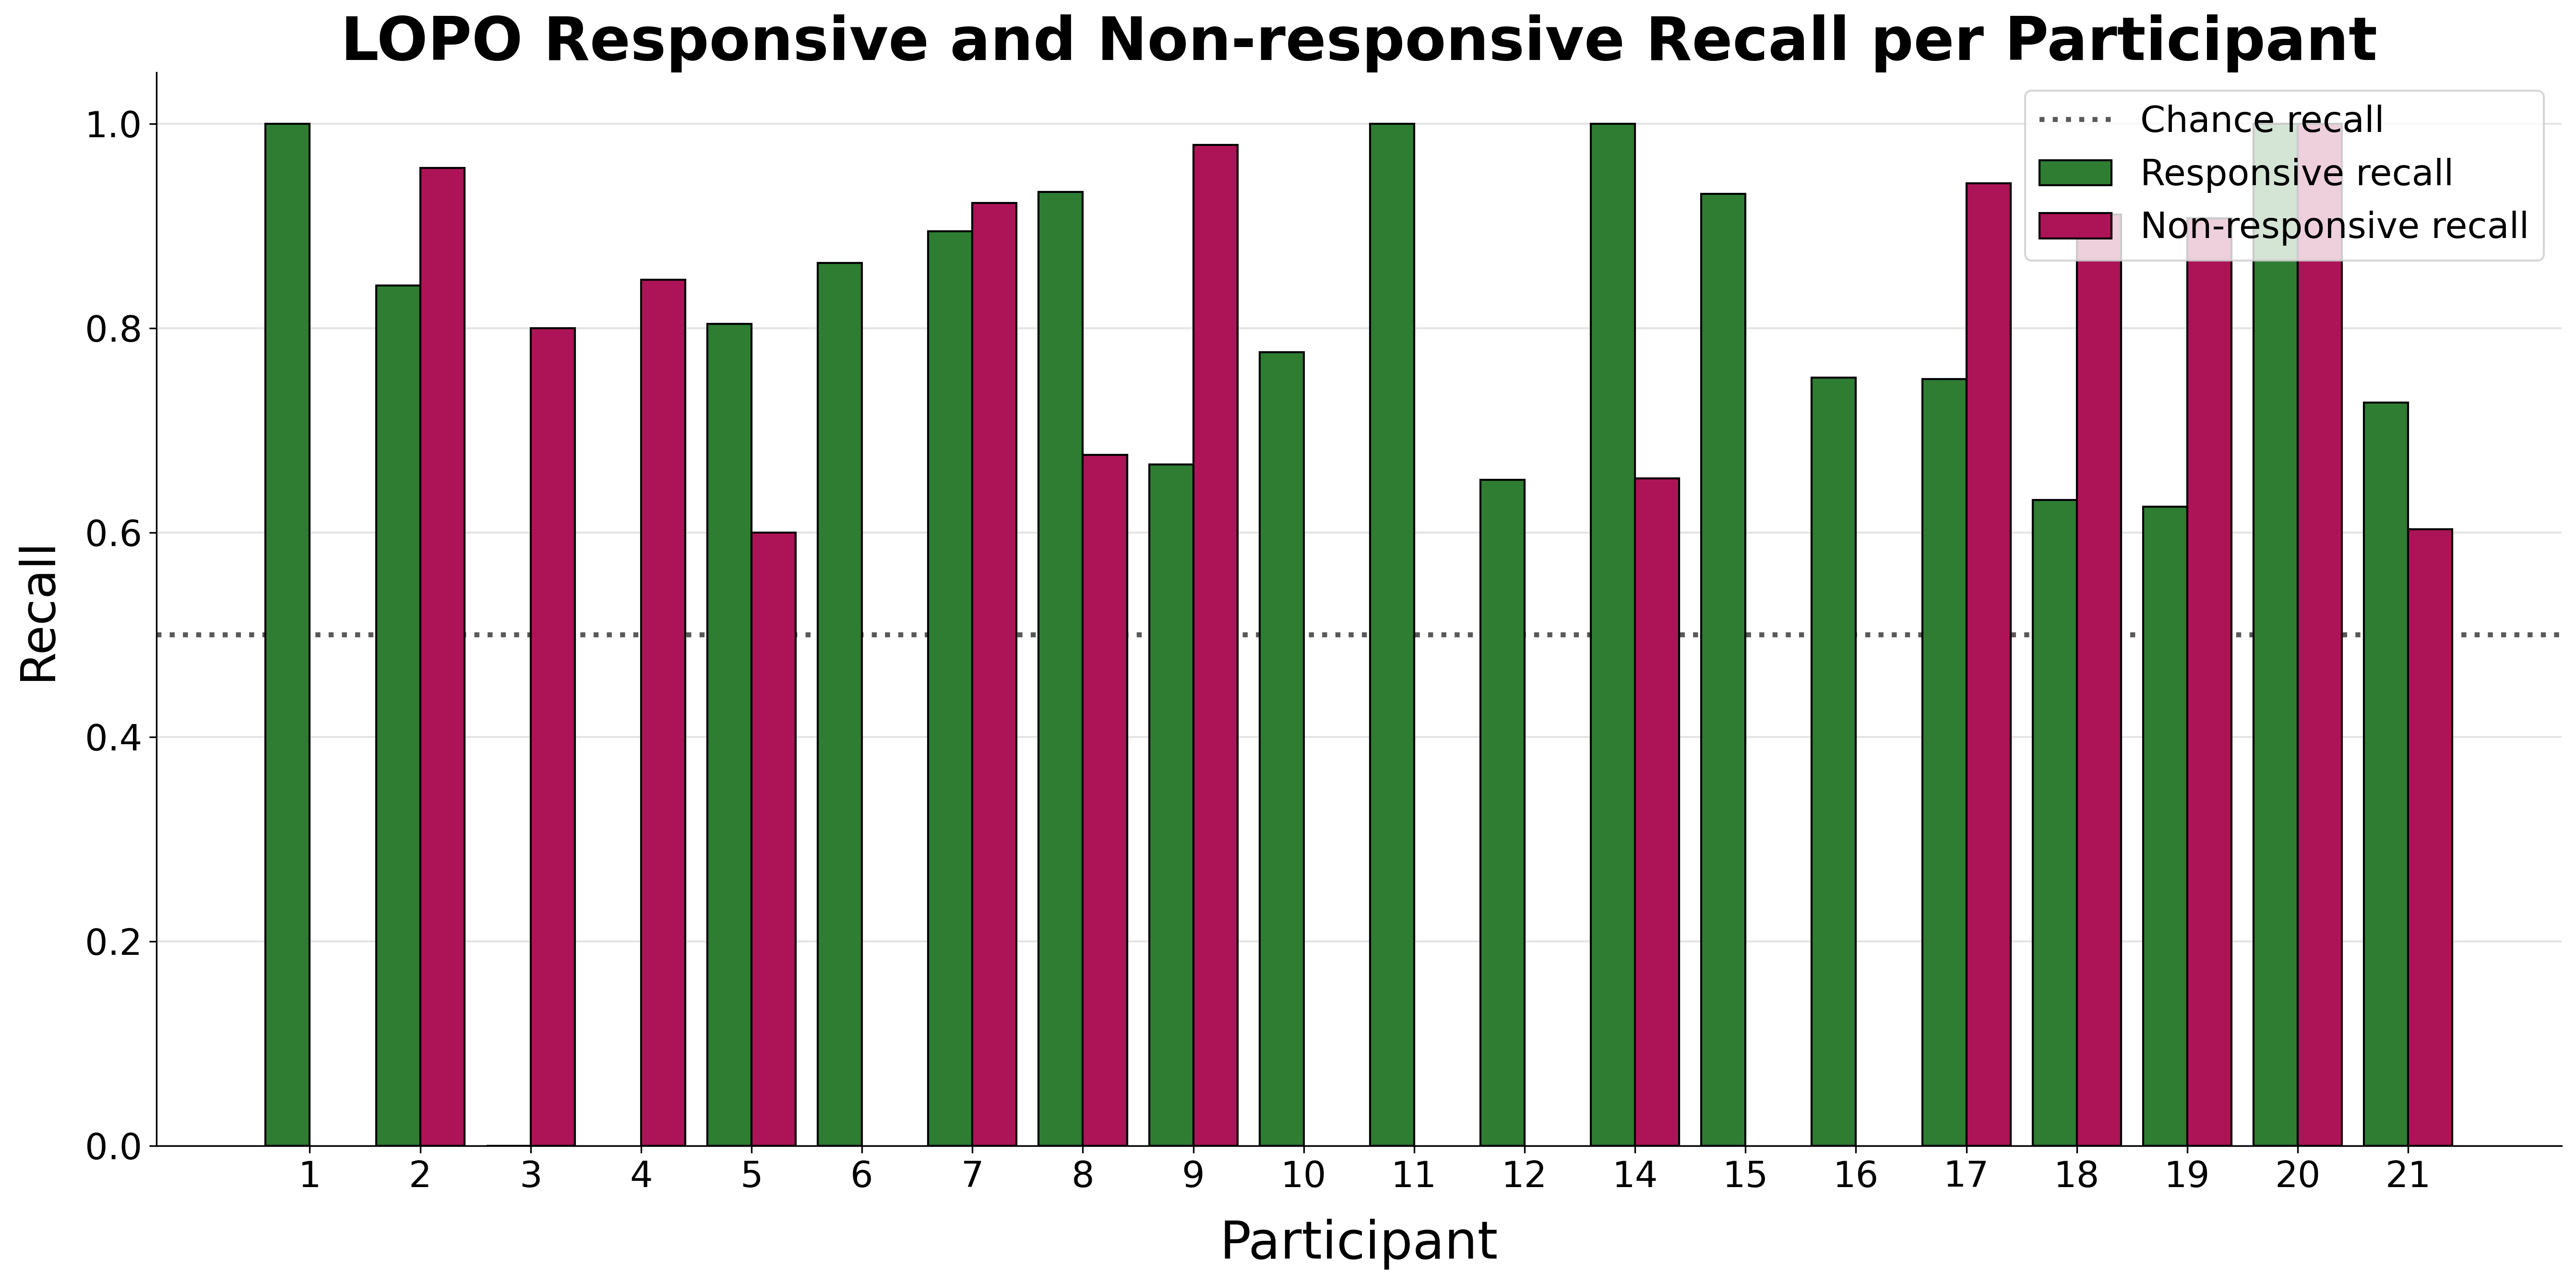 LOPO Responsive and Non-responsive Recall per Participant
Chance recall
Responsive recall
Non-responsive recall
1.0
0.8
0.6
0.4
0.2
0.0
Recall
1 2 3 4 5 6 7 8 9 10 11 12 14 15 16 17 18 19 20 21
Participant